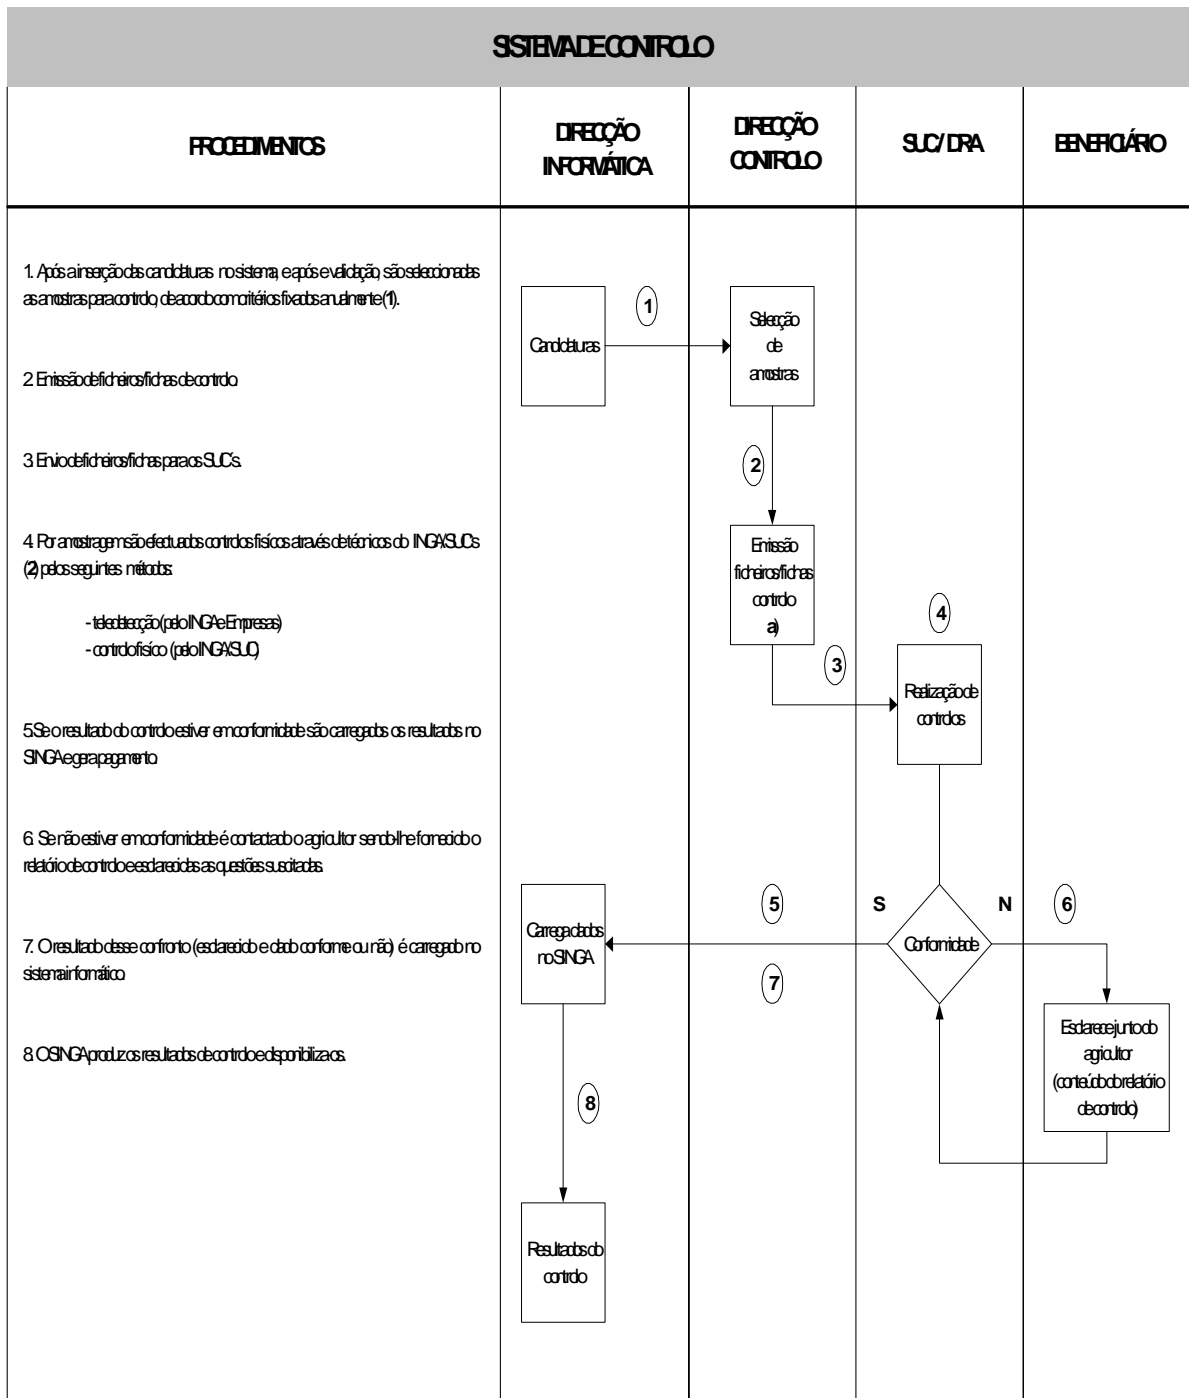 SISTEMA DE CONTROLO
PROCEDIMENTOS
DIRECÇÃO
INFORMÁTICA
DIRECÇÃO
CONTROLO
SUC/ DRA
BENEFICIÁRIO
1. Após a inserção das candidaturas no sistema, e após e validação, são seleccionadas
as amostras para controlo, de acordo com critérios fixados anualmente (1).
2. Emissão de ficheiros/fichas de controlo.
3. Envio de ficheiros/fichas para os SUC's.
4. Por amostragem são efectuados controlos físicos através de técnicos do INGA/SUC's
(2) pelos seguintes métodos:
- teledetecção (pelo INGA e Empresas)
- controlo físico (pelo INGA/SUC)
5.Se o resultado do controlo estiver em conformidade são carregados os resultados no
SINGA e gera pagamento.
6. Se não estiver em conformidade é contactado o agricultor sendo-lhe fornecido o
relatório de controlo e esclarecidas as questões suscitadas.
7. O resultado desse confronto (esclarecido e dado conforme ou não) é carregado no
sistema informático.
8. O SINGA produz os resultados de controlo e disponibiliza-os.
Candidaturas
1
Selecção
de
amostras
2
Emissão
ficheiros/fichas
controlo
a)
3
4
Realização de
controlos
Carrega dados
no SINGA
5
7
S
Conformidade
N
6
Esclarece junto do
agricultor
(conteúdo do relatório
de controlo)
8
Resultados do
controlo